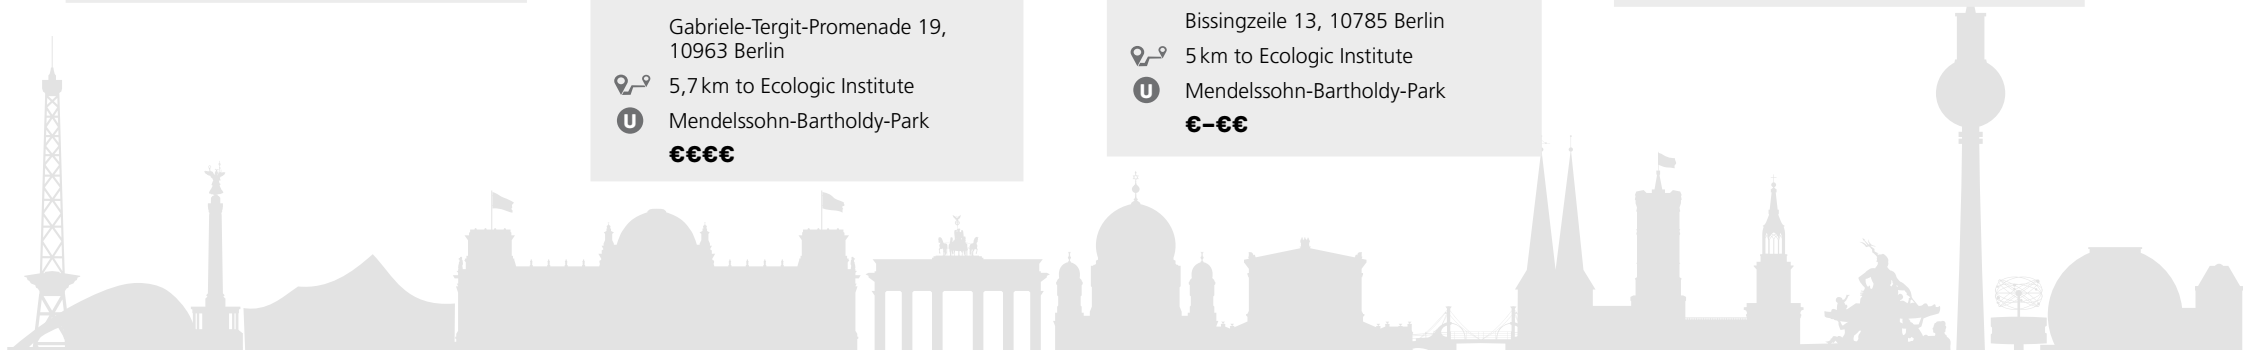 Gabriele-Tergit-Promenade 19,
10963 Berlin
5,7 km to Ecologic Institute
U Mendelssohn-Bartholdy-Park
€€€€
Bissingzeile 13, 10785 Berlin
5 km to Ecologic Institute
U Mendelssohn-Bartholdy-Park
€–€€